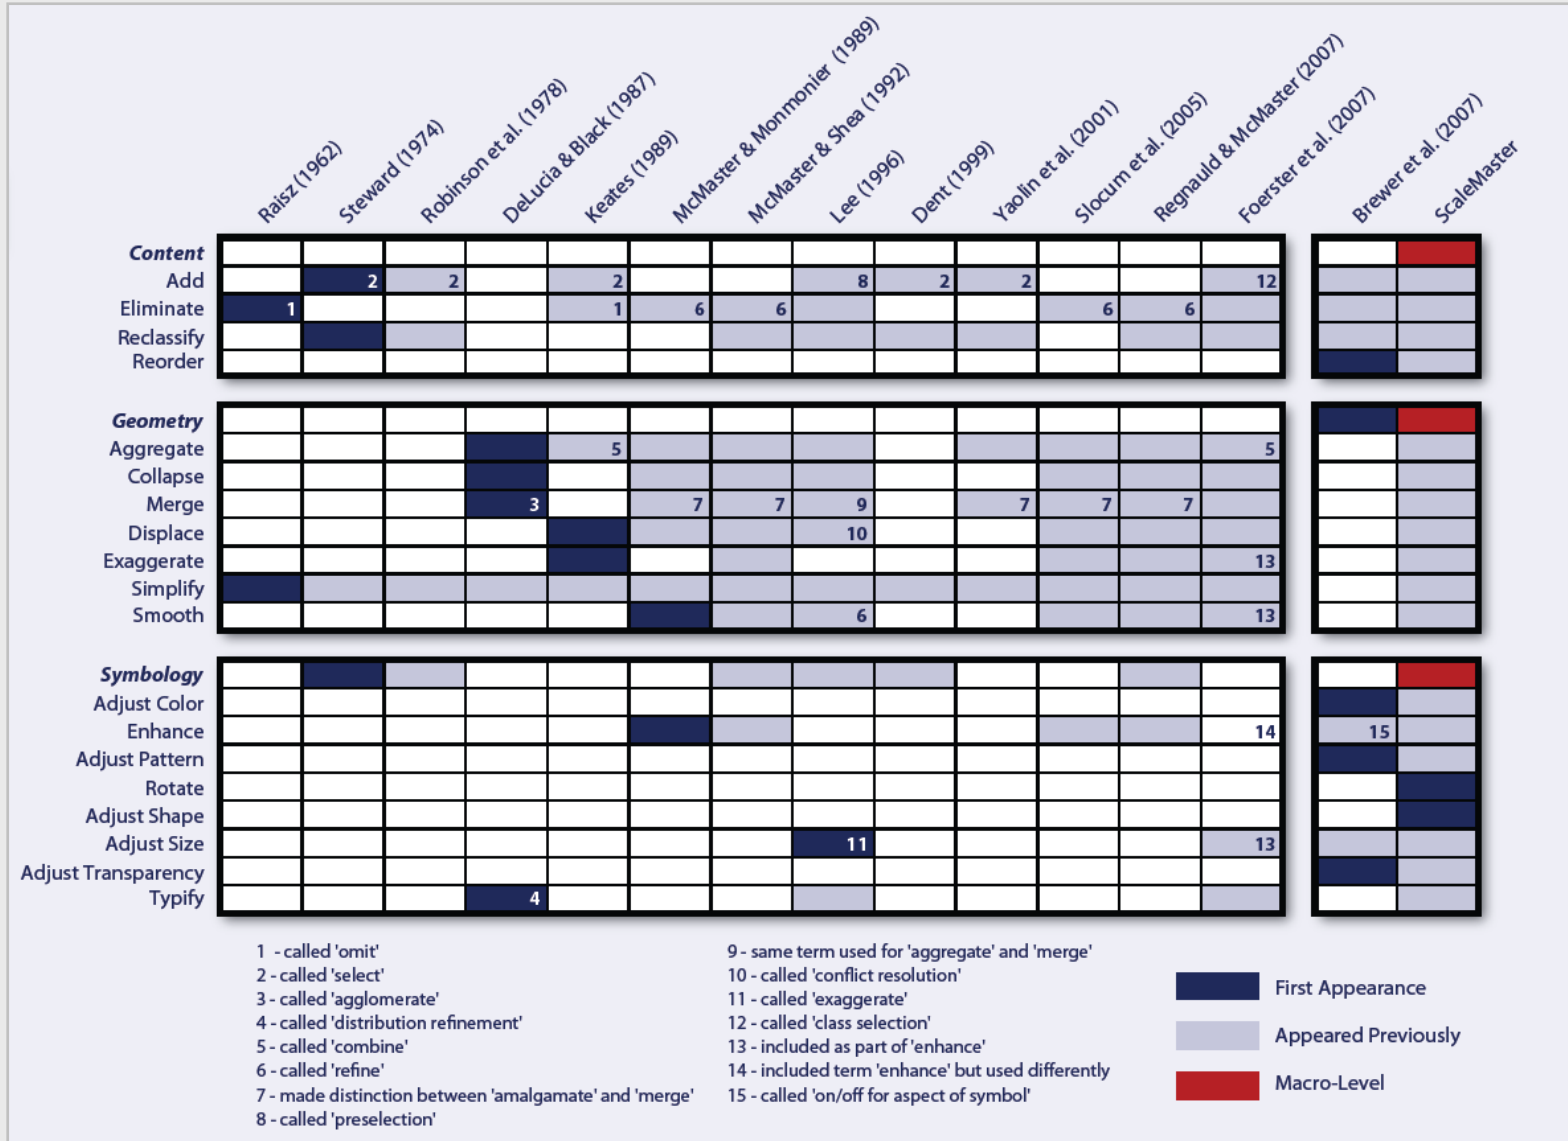 Raisz (1962)
Steward (1974)
Robinson et al. (1978)
DeLucia & Black (1987)
Keates (1989)
McMaster & Monmonier (1989)
McMaster & Shea (1992)
Lee (1996)
Dent (1999)
Yaolin et al. (2001)
Slocum et al. (2005)
Regnauld & McMaster (2007)
Foerster et al. (2007)
Brewer et al. (2007)
ScaleMaster
Content
Add 2 2 2 8 2 2 12
Eliminate 1 1 6 6 6 6
Reclassify
Reorder
Geometry
Aggregate 5 5
Collapse
Merge 3 7 7 9 7 7 7
Displace 10
Exaggerate 13
Simplify
Smooth 6 13
Symbology
Adjust Color
Enhance 14 15
Adjust Pattern
Rotate
Adjust Shape
Adjust Size 11 13
Adjust Transparency
Typify 4
1 - called 'omit'
2 - called 'select'
3 - called 'agglomerate'
4 - called 'distribution refinement'
5 - called 'combine'
6 - called 'refine'
7 - made distinction between 'amalgamate' and 'merge'
8 - called 'preselection'
9 - same term used for 'aggregate' and 'merge'
10 - called 'conflict resolution'
11 - called 'exaggerate'
12 - called 'class selection'
13 - included as part of 'enhance'
14 - included term 'enhance' but used differently
15 - called 'on/off for aspect of symbol'
First Appearance
Appeared Previously
Macro-Level